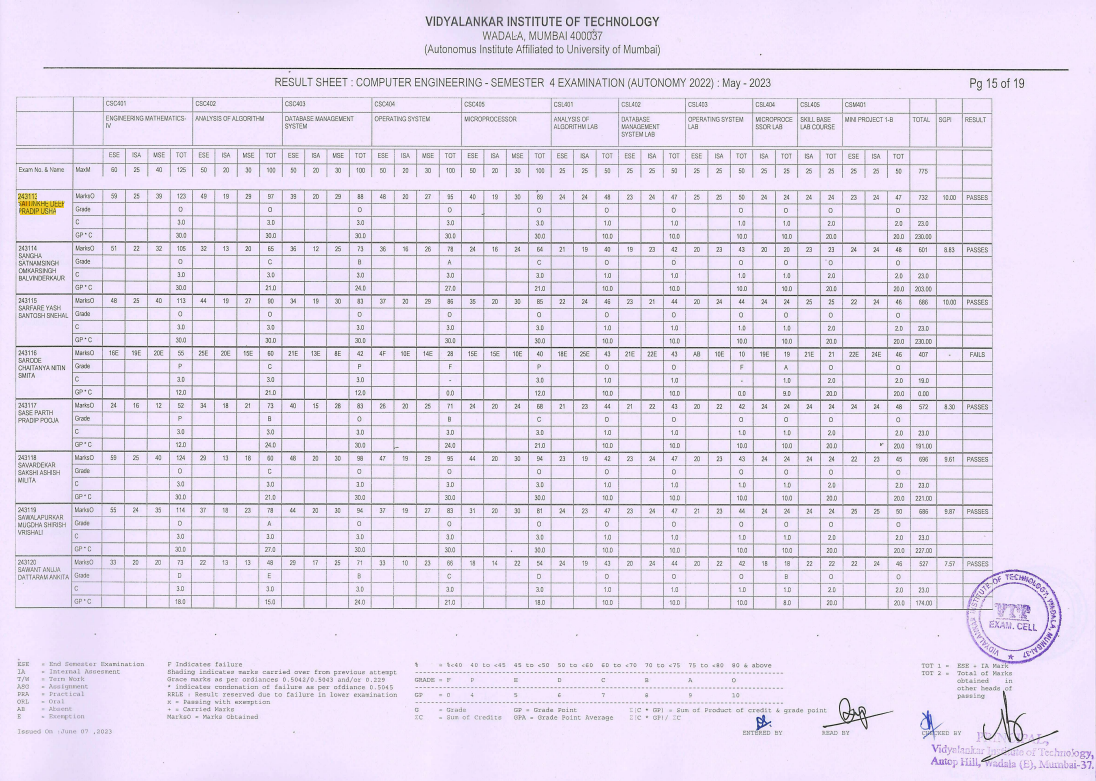 VIDYALANKAR INSTITUTE OF TECHNOLOGY
WADALA, MUMBAI 400037
(Autonomus Institute Affiliated to University of Mumbai)
RESULT SHEET : COMPUTER ENGINEERING - SEMESTER 4 EXAMINATION (AUTONOMY 2022) : May - 2023 Pg 15 of 19
CSC401 CSC402 CSC403 CSC404 CSC405 CSL401 CSL402 CSL403 CSL404 CSL405 CSM401
ENGINEERING MATHEMATICS-IV ANALYSIS OF ALGORITHM DATABASE MANAGEMENT SYSTEM OPERATING SYSTEM MICROPROCESSOR ANALYSIS OF ALGORITHM LAB DATABASE MANAGEMENT SYSTEM LAB OPERATING SYSTEM LAB MICROPROCE SSOR LAB SKILL BASE LAB COURSE MINI PROJECT 1-B TOTAL SGPI RESULT
ESE ISA MSE TOT ESE ISA MSE TOT ESE ISA MSE TOT ESE ISA MSE TOT ESE ISA MSE TOT ESE ISA TOT ESE ISA TOT ESE ISA TOT ISA TOT ISA TOT ESE ISA TOT
Exam No. & Name MaxM 60 25 40 125 50 20 30 100 50 20 30 100 50 20 30 100 50 20 30 100 25 25 50 25 25 50 25 25 50 25 25 25 25 25 25 50 775
243113 PRADIP USHA
MarksO 59 25 39 123 49 19 29 97 40 19 29 88 47 19 29 95 40 19 30 89 24 24 48 23 24 47 25 25 50 24 24 24 24 23 24 47 732 10.00 PASSES
Grade O O O O O O O O O O O
C 3.0 3.0 3.0 3.0 3.0 1.0 1.0 1.0 1.0 2.0 2.0 23.0
GP * C 30.0 30.0 30.0 30.0 30.0 10.0 10.0 10.0 10.0 20.0 20.0 230.00
243114 SANGHA SATNAMSINGH OMKARSINGH BALVINDERKAUR
MarksO 51 22 32 105 32 13 20 65 36 12 25 73 36 16 26 78 24 16 24 64 21 19 40 19 23 42 20 23 43 20 20 23 23 24 24 48 601 8.83 PASSES
Grade O C B A C O O O O O O
C 3.0 3.0 3.0 3.0 3.0 1.0 1.0 1.0 1.0 2.0 2.0 23.0
GP * C 30.0 21.0 24.0 27.0 21.0 10.0 10.0 10.0 10.0 20.0 20.0 203.00
243115 SARFARE YASH SANTOSH SNEHAL
MarksO 48 25 40 113 44 19 27 90 34 19 30 83 37 20 29 86 35 20 30 85 22 24 46 23 21 44 20 24 44 24 24 25 25 22 24 46 686 10.00 PASSES
Grade O O O O O O O O O O O
C 3.0 3.0 3.0 3.0 3.0 1.0 1.0 1.0 1.0 2.0 2.0 23.0
GP * C 30.0 30.0 30.0 30.0 30.0 10.0 10.0 10.0 10.0 20.0 20.0 230.00
243116 SARODE CHAITANYA NITIN SMITA
MarksO 16E 19E 20E 55 25E 20E 15E 60 21E 13E 8E 42 4F 10E 14E 28 15E 15E 10E 40 18E 25E 43 21E 22E 43 AB 10E 10 19E 19 21E 21 22E 24E 46 407 - FAILS
Grade P C P F P O O F A O O
C 3.0 3.0 3.0 - 3.0 1.0 1.0 - 1.0 2.0 2.0 19.0
GP * C 12.0 21.0 12.0 0.0 12.0 10.0 10.0 0.0 9.0 20.0 20.0 0.00
243117 SASE PARTH PRADIP POOJA
MarksO 24 16 12 52 34 18 21 73 40 15 28 83 26 20 25 71 24 20 24 68 21 23 44 21 22 43 20 22 42 24 24 24 24 24 24 48 572 8.30 PASSES
Grade P B O B C O O O O O O
C 3.0 3.0 3.0 3.0 3.0 1.0 1.0 1.0 1.0 2.0 2.0 23.0
GP * C 12.0 24.0 30.0 24.0 21.0 10.0 10.0 10.0 10.0 20.0 20.0 191.00
243118 SAVARDEKAR SAKSHI ASHISH MILITA
MarksO 59 25 40 124 29 13 18 60 48 20 30 98 47 19 29 95 44 20 30 94 23 19 42 24 23 47 20 23 43 24 24 24 24 22 23 45 696 9.61 PASSES
Grade O C O O O O O O O O O
C 3.0 3.0 3.0 3.0 3.0 1.0 1.0 1.0 1.0 2.0 2.0 23.0
GP * C 30.0 21.0 30.0 30.0 30.0 10.0 10.0 10.0 10.0 20.0 20.0 221.00
243119 SAWALAPURKAR MUGDHA SHIRISH VRISHALI
MarksO 55 24 35 114 37 18 23 78 44 20 30 94 37 19 27 83 31 20 30 81 24 23 47 24 23 47 21 23 44 24 24 24 24 25 25 50 686 9.87 PASSES
Grade O A O O O O O O O O O
C 3.0 3.0 3.0 3.0 3.0 1.0 1.0 1.0 1.0 2.0 2.0 23.0
GP * C 30.0 27.0 30.0 30.0 30.0 10.0 10.0 10.0 10.0 20.0 20.0 227.00
243120 SAWANT ANUJA DATTARAM ANKITA
MarksO 33 20 20 73 22 13 13 48 29 17 25 71 33 10 23 66 18 14 22 54 24 19 43 20 24 44 20 22 42 18 18 22 22 24 22 46 527 7.57 PASSES
Grade D E B C D O O O B O O
C 3.0 3.0 3.0 3.0 3.0 1.0 1.0 1.0 1.0 2.0 2.0 23.0
GP * C 18.0 15.0 24.0 21.0 18.0 10.0 10.0 10.0 8.0 20.0 20.0 174.00
VIDYALANKAR INSTITUTE OF TECHNOLOGY, WADALA, MUMBAI-37
EXAM. CELL
ESE = End Semester Examination F Indicates failure % = %<40 40 to <45 45 to <50 50 to <60 60 to <70 70 to <75 75 to <80 80 & above TOT 1 = ESE + IA Mark
IA = Internal Assesment Shading indicates marks carried over from previous attempt TOT 2 = Total of Marks
T/W = Term Work Grace marks as per ordiances 0.5042/0.5043 and/or 0.229 GRADE = F P E D C B A O obtained in
ASO = Assignment * indicates condonation of failure as per ofdiance 0.5045 other heads of
PRA = Practical RRLE : Result reserved due to failure in lower examination GP = 0 4 5 6 7 8 9 10 passing
ORL = Oral E = Passing with exemption
AB = Absent + = Carried Marks G = Grade GP = Grade Point
E = Exemption MarksO = Marks Obtained = Sum of Credits GPA = Grade Point Average = Sum of Product of credit & grade point
Issued On :June 07 ,2023 ENTERED BY READ BY CHECKED BY
PRINCIPAL,
Vidyalankar Institute of Technology,
Antop Hill, Wadala (E), Mumbai-37.